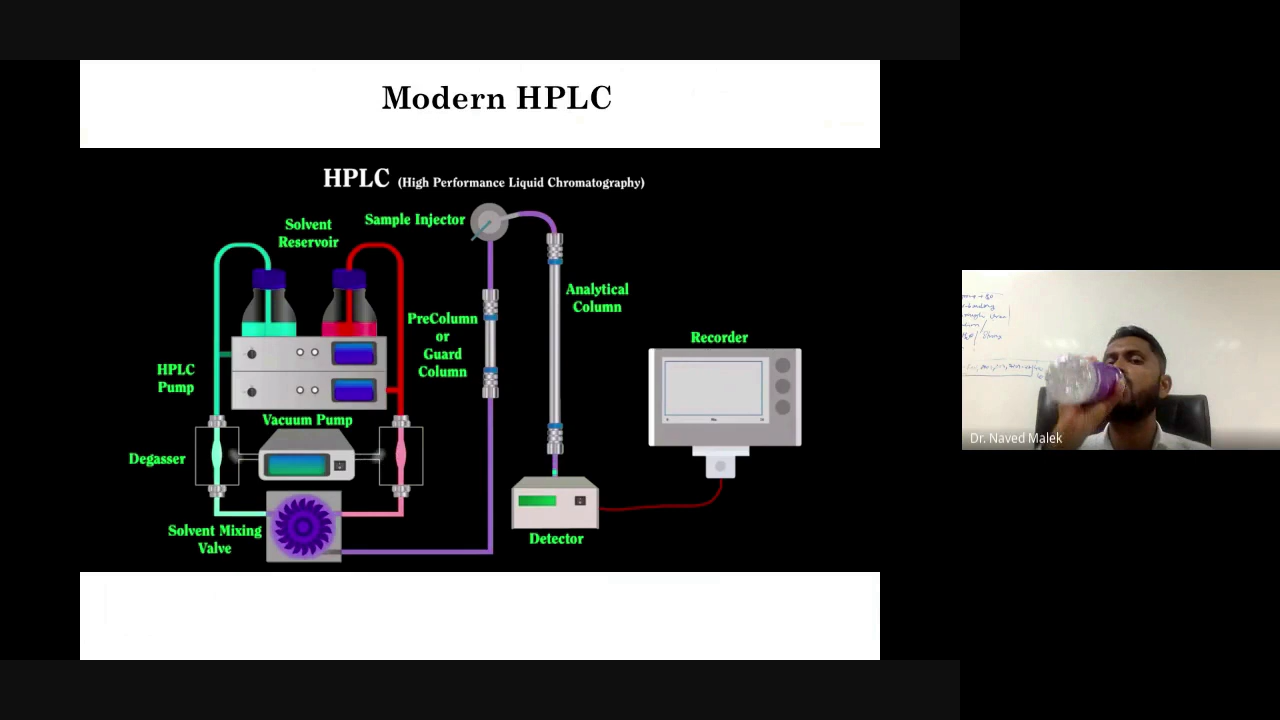 Modern HPLC
HPLC (High Performance Liquid Chromatography)
Solvent
Reservoir
Sample Injector
Analytical
Column
PreColumn
or
Guard
Column
Recorder
HPLC
Pump
Vacuum Pump
Degasser
Solvent Mixing
Valve
Detector
Dr. Naved Malek